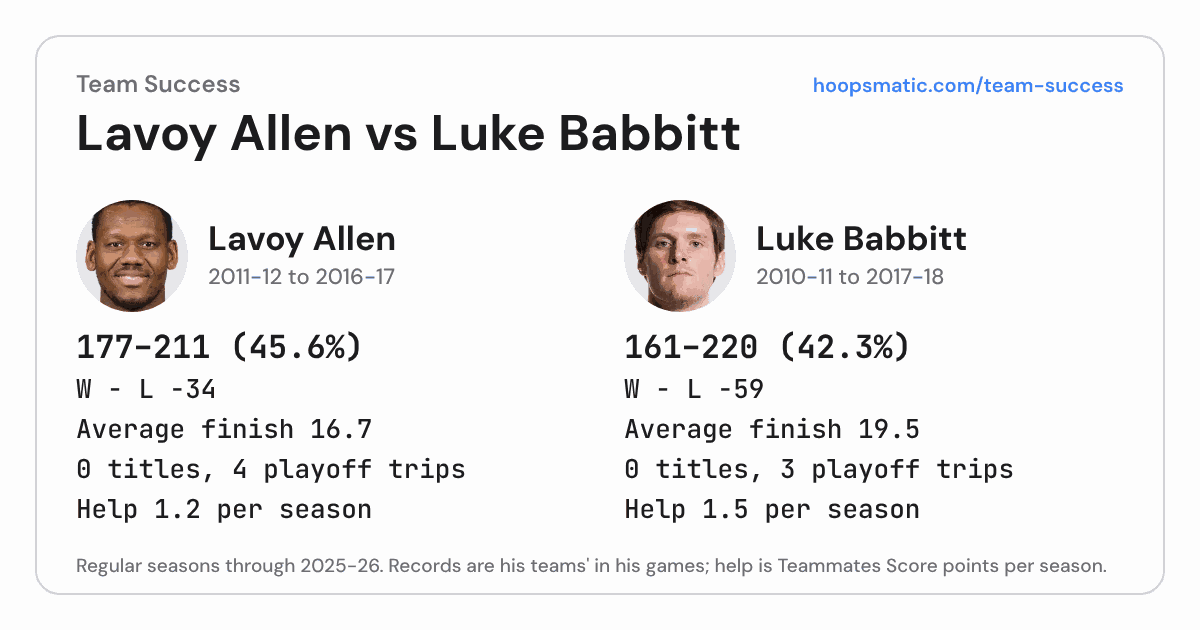 Team Success
hoopsmatic.com/team-success
Lavoy Allen vs Luke Babbitt
Lavoy Allen
2011-12 to 2016-17
177-211 (45.6%)
W - L -34
Average finish 16.7
0 titles, 4 playoff trips
Help 1.2 per season
Luke Babbitt
2010-11 to 2017-18
161-220 (42.3%)
W - L -59
Average finish 19.5
0 titles, 3 playoff trips
Help 1.5 per season
Regular seasons through 2025-26. Records are his teams' in his games; help is Teammates Score points per season.